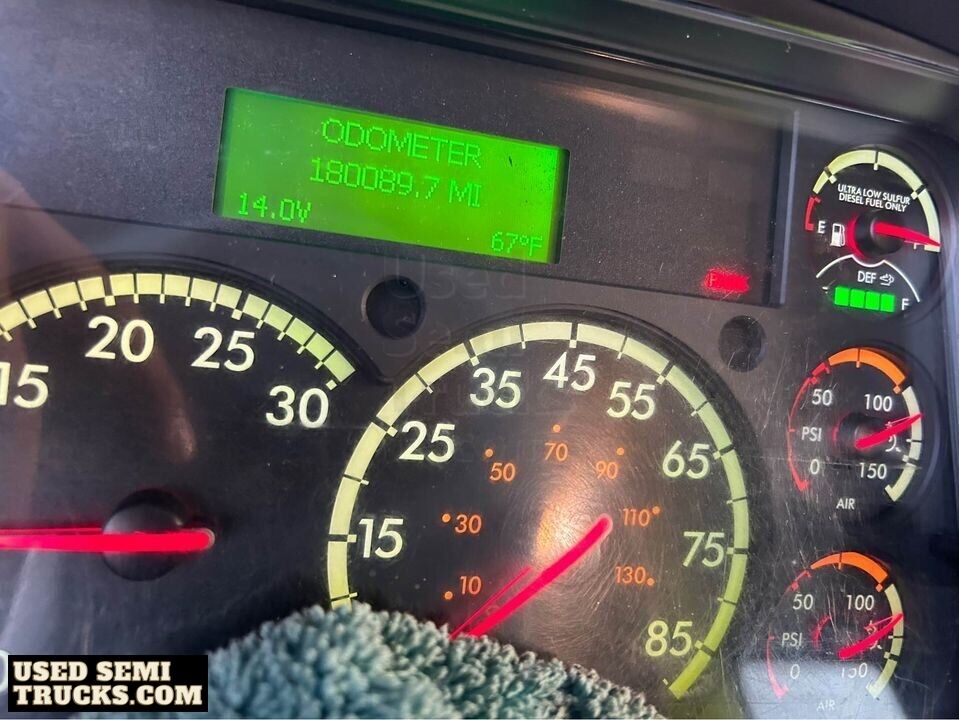 ODOMETER
180089.7 MI
14.0V
67°F
ULTRA LOW SULFUR
DIESEL FUEL ONLY
E
F
DEF
F
15
20
25
30
15
25
35
45
55
65
75
85
10
30
50
70
90
110
130
50
100
PSI
0
150
AIR
50
100
PSI
0
150
AIR
Used
Semi
USED SEMI
TRUCKS.COM